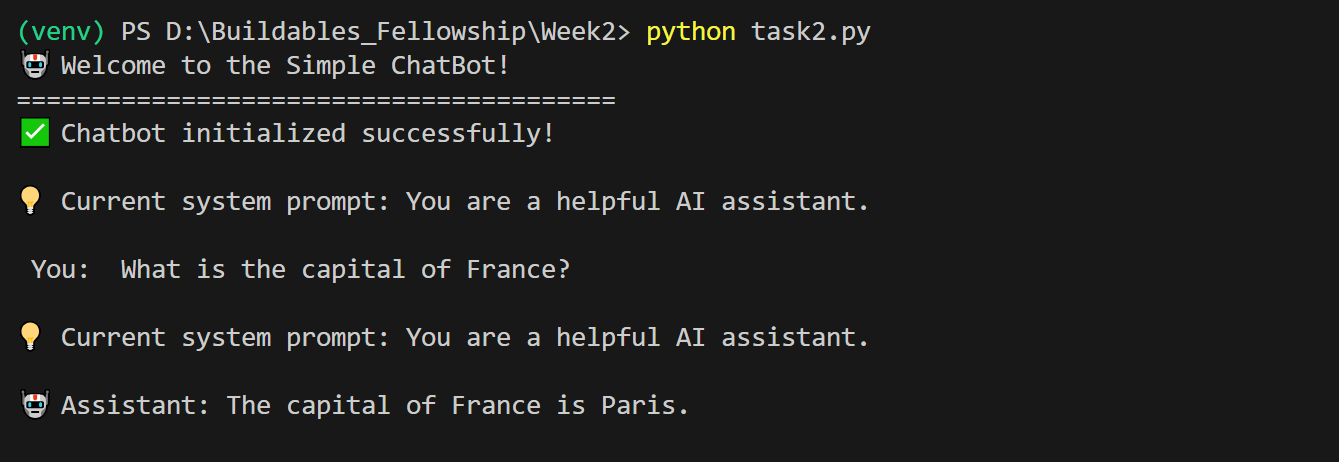 (venv) PS D:\Buildables_Fellowship\Week2> python task2.py
🤖 Welcome to the Simple ChatBot!
========================================
✅ Chatbot initialized successfully!
💡 Current system prompt: You are a helpful AI assistant.
You:  What is the capital of France?
💡 Current system prompt: You are a helpful AI assistant.
🤖 Assistant: The capital of France is Paris.